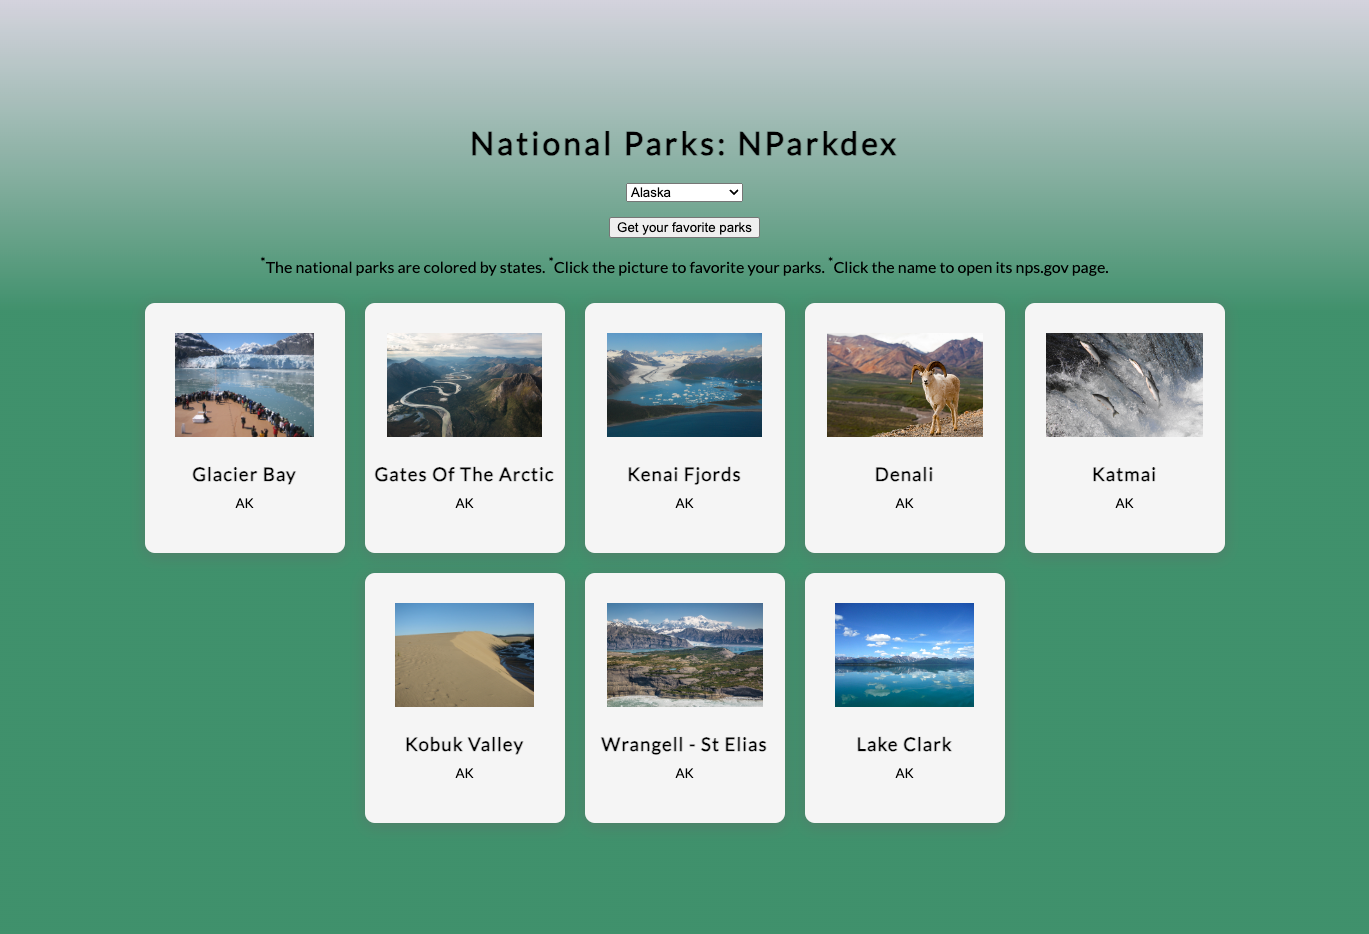 National Parks: NParkdex
Alaska
Get your favorite parks
*The national parks are colored by states. *Click the picture to favorite your parks. *Click the name to open its nps.gov page.
Glacier Bay
AK
Gates Of The Arctic
AK
Kenai Fjords
AK
Denali
AK
Katmai
AK
Kobuk Valley
AK
Wrangell - St Elias
AK
Lake Clark
AK